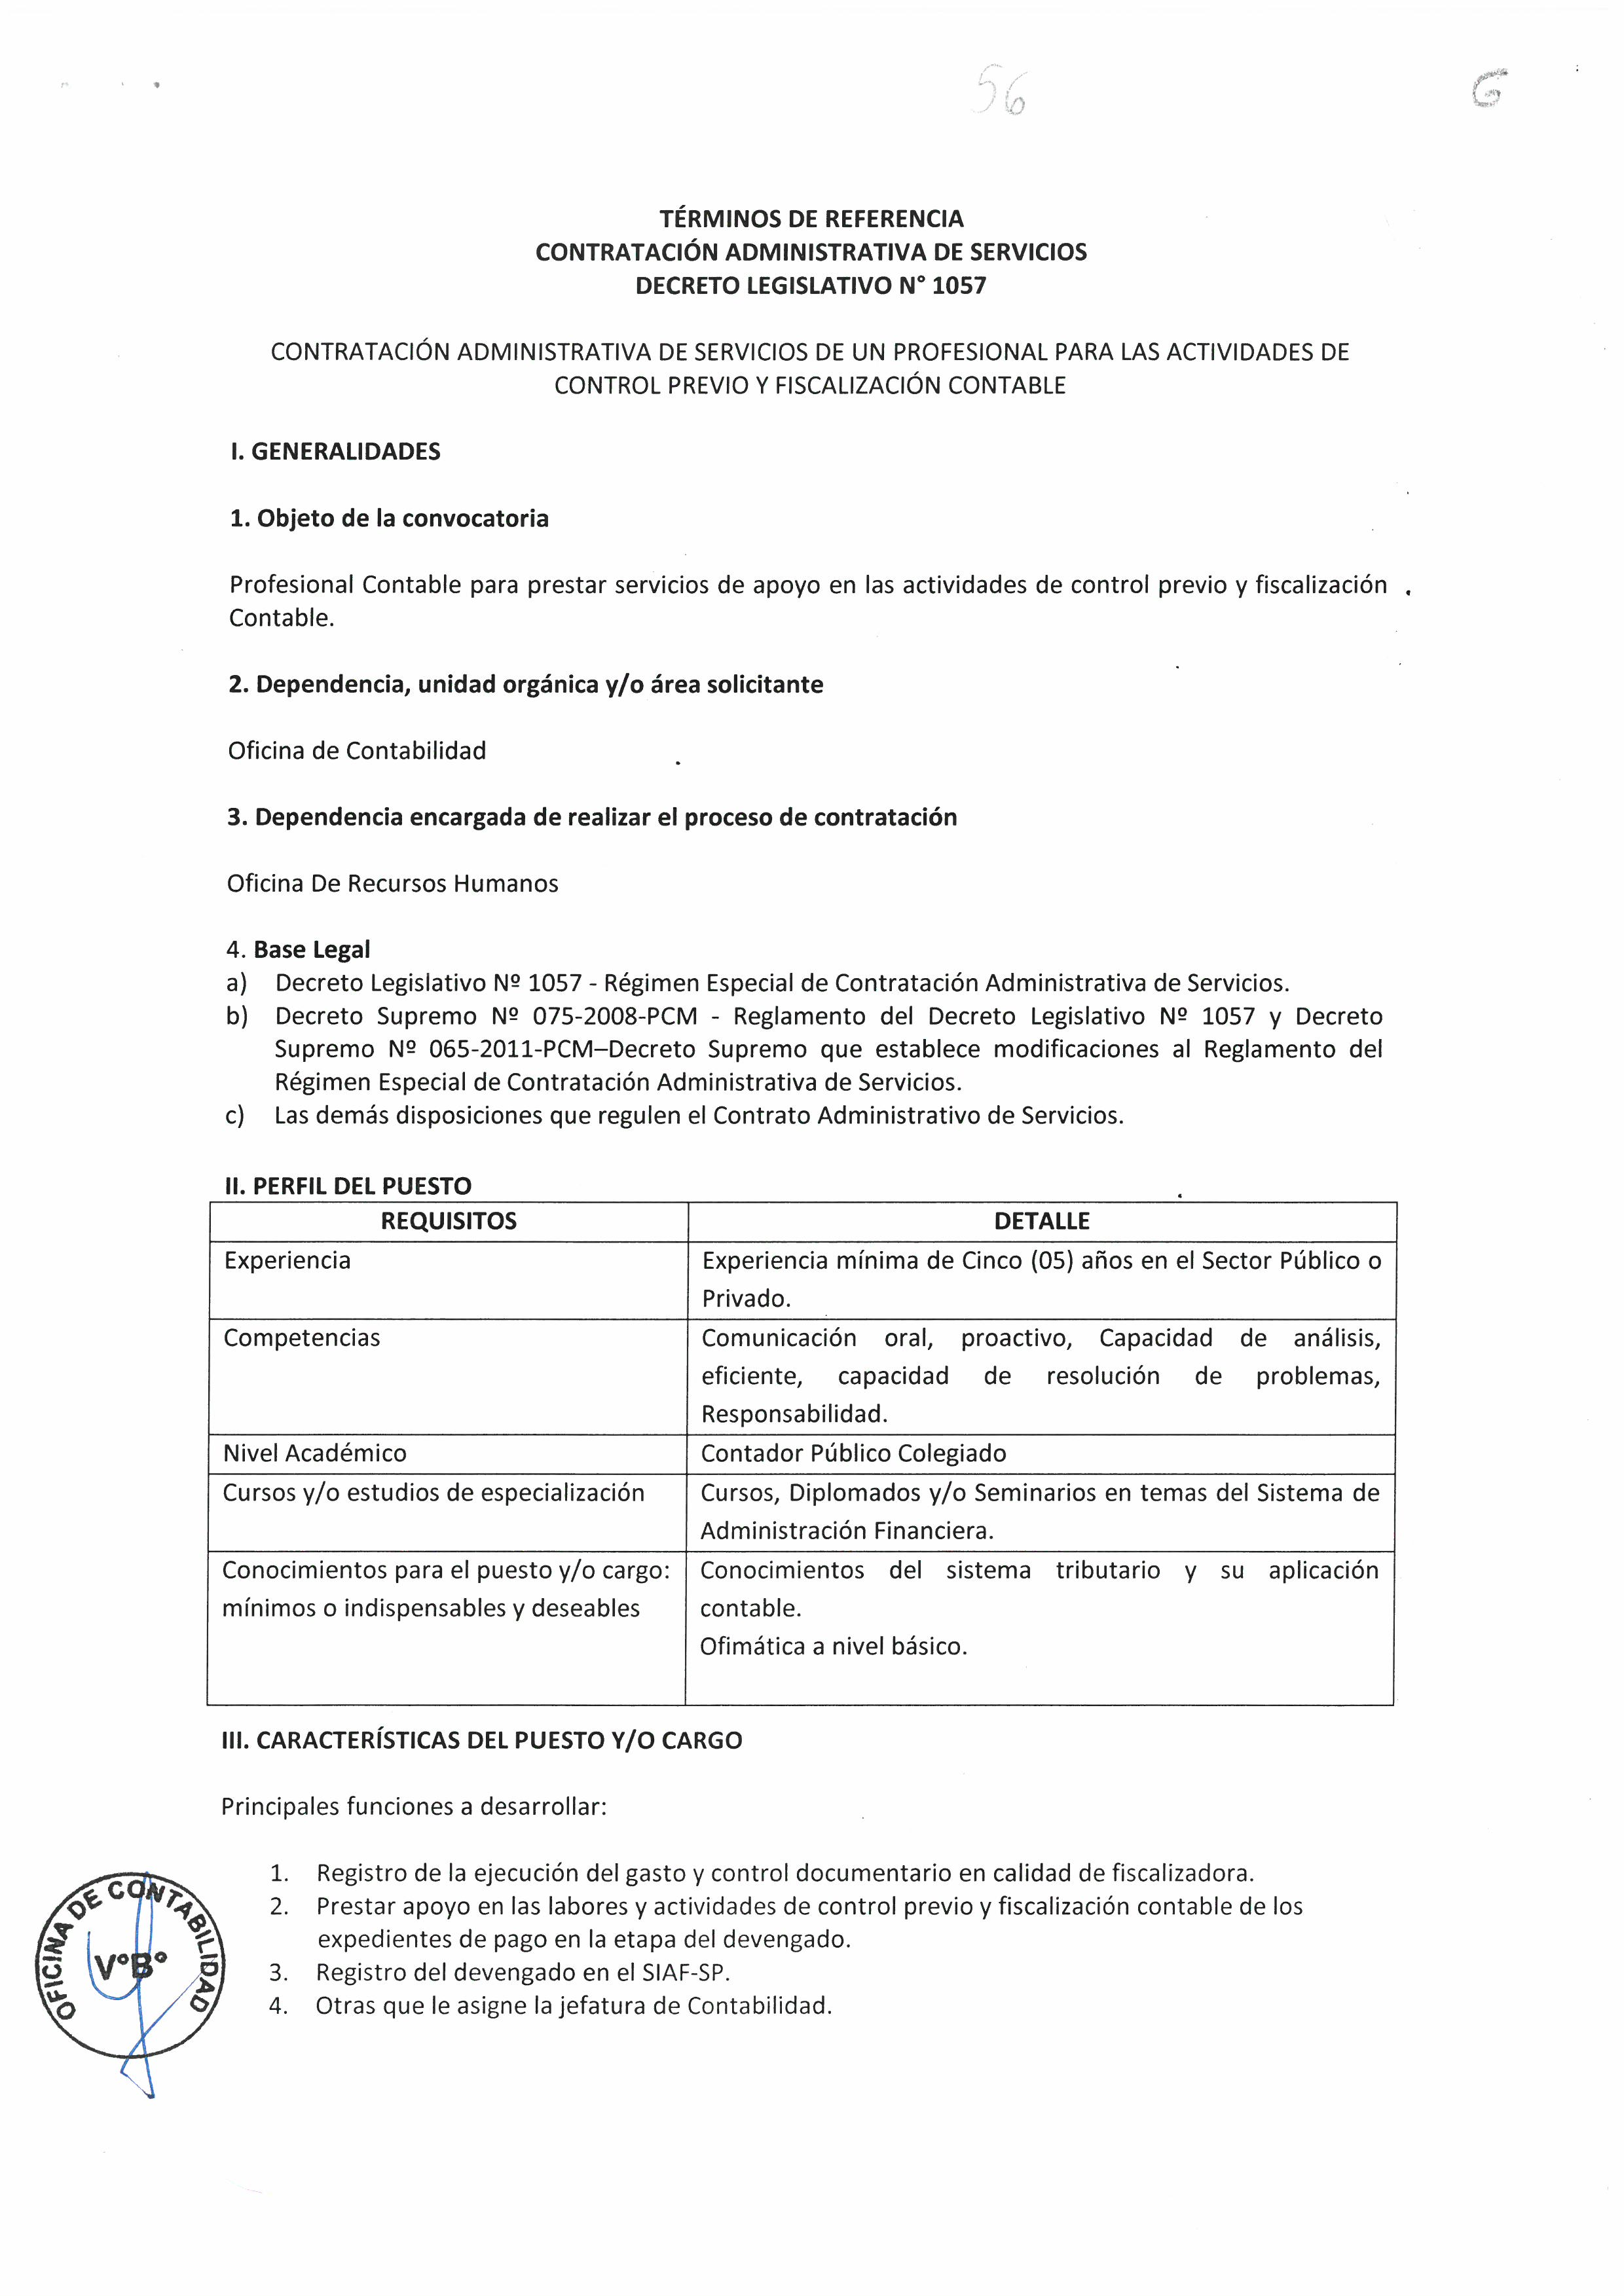 56
TÉRMINOS DE REFERENCIA
CONTRATACIÓN ADMINISTRATIVA DE SERVICIOS
DECRETO LEGISLATIVO N° 1057
CONTRATACIÓN ADMINISTRATIVA DE SERVICIOS DE UN PROFESIONAL PARA LAS ACTIVIDADES DE
CONTROL PREVIO Y FISCALIZACIÓN CONTABLE
I. GENERALIDADES
1. Objeto de la convocatoria
Profesional Contable para prestar servicios de apoyo en las actividades de control previo y fiscalización
Contable.
2. Dependencia, unidad orgánica y/o área solicitante
Oficina de Contabilidad
3. Dependencia encargada de realizar el proceso de contratación
Oficina De Recursos Humanos
4. Base Legal
a) Decreto Legislativo Nº 1057 - Régimen Especial de Contratación Administrativa de Servicios.
b) Decreto Supremo Nº 075-2008-PCM - Reglamento del Decreto Legislativo Nº 1057 y Decreto
Supremo Nº 065-2011-PCM–Decreto Supremo que establece modificaciones al Reglamento del
Régimen Especial de Contratación Administrativa de Servicios.
c) Las demás disposiciones que regulen el Contrato Administrativo de Servicios.
II. PERFIL DEL PUESTO
REQUISITOS DETALLE
Experiencia Experiencia mínima de Cinco (05) años en el Sector Público o
Privado.
Competencias Comunicación oral, proactivo, Capacidad de análisis,
eficiente, capacidad de resolución de problemas,
Responsabilidad.
Nivel Académico Contador Público Colegiado
Cursos y/o estudios de especialización Cursos, Diplomados y/o Seminarios en temas del Sistema de
Administración Financiera.
Conocimientos para el puesto y/o cargo: Conocimientos del sistema tributario y su aplicación
mínimos o indispensables y deseables contable.
Ofimática a nivel básico.
III. CARACTERÍSTICAS DEL PUESTO Y/O CARGO
Principales funciones a desarrollar:
1. Registro de la ejecución del gasto y control documentario en calidad de fiscalizadora.
2. Prestar apoyo en las labores y actividades de control previo y fiscalización contable de los
expedientes de pago en la etapa del devengado.
3. Registro del devengado en el SIAF-SP.
4. Otras que le asigne la jefatura de Contabilidad.
OFICINA DE CONTABILIDAD
V°B°